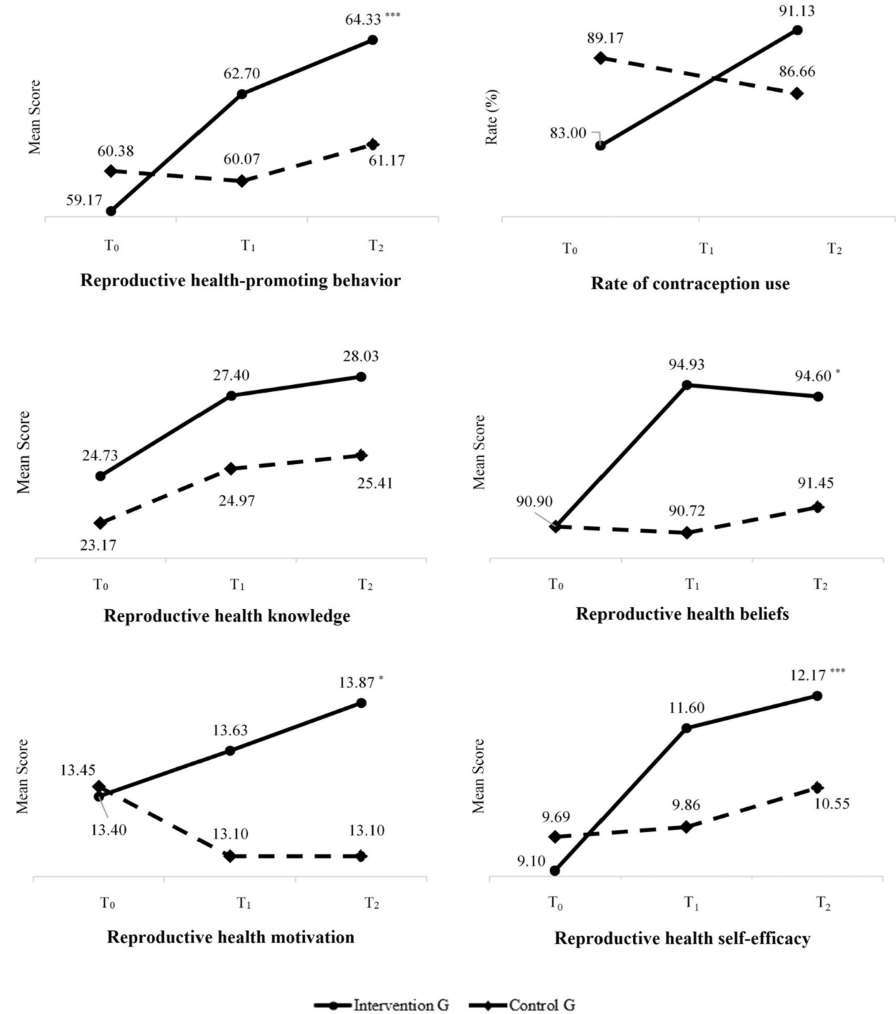 Mean Score
64.33 ***
62.70
60.38
60.07
61.17
59.17
T₀ T₁ T₂
Reproductive health-promoting behavior
Rate (%)
91.13
89.17
86.66
83.00
T₀ T₁ T₂
Rate of contraception use
Mean Score
28.03
27.40
24.73
24.97
25.41
23.17
T₀ T₁ T₂
Reproductive health knowledge
Mean Score
94.93
94.60 *
90.90
90.72
91.45
T₀ T₁ T₂
Reproductive health beliefs
Mean Score
13.87 *
13.63
13.45
13.40
13.10
13.10
T₀ T₁ T₂
Reproductive health motivation
Mean Score
12.17 ***
11.60
9.69
9.86
10.55
9.10
T₀ T₁ T₂
Reproductive health self-efficacy
Intervention G Control G